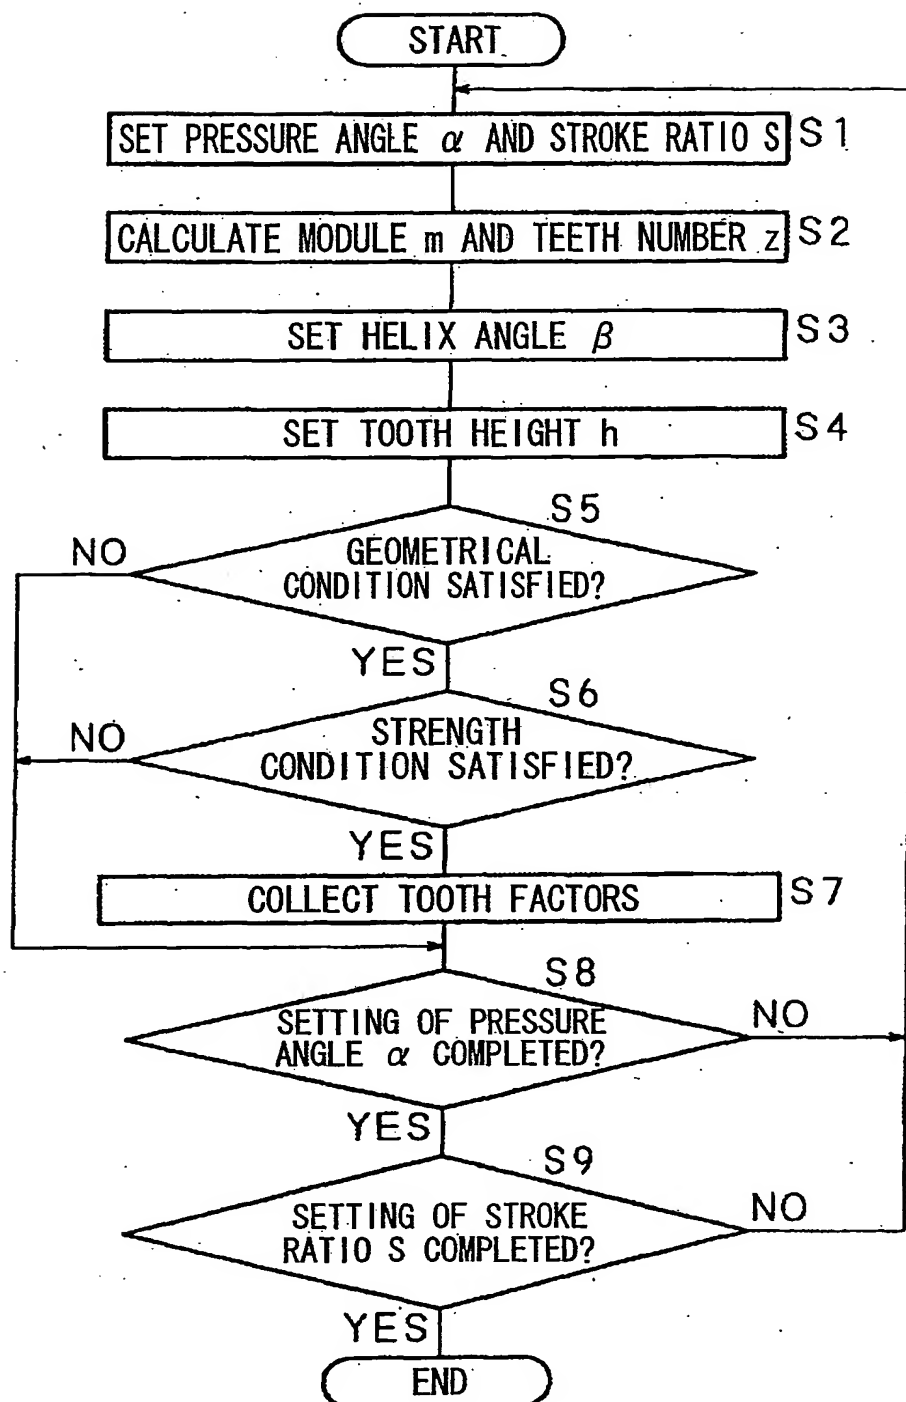 START
SET PRESSURE ANGLE α AND STROKE RATIO S S1
CALCULATE MODULE m AND TEETH NUMBER z S2
SET HELIX ANGLE β S3
SET TOOTH HEIGHT h S4
S5
NO
GEOMETRICAL
CONDITION SATISFIED?
YES
S6
NO
STRENGTH
CONDITION SATISFIED?
YES
COLLECT TOOTH FACTORS S7
S8
SETTING OF PRESSURE
ANGLE α COMPLETED?
NO
YES
S9
SETTING OF STROKE
RATIO S COMPLETED?
NO
YES
END